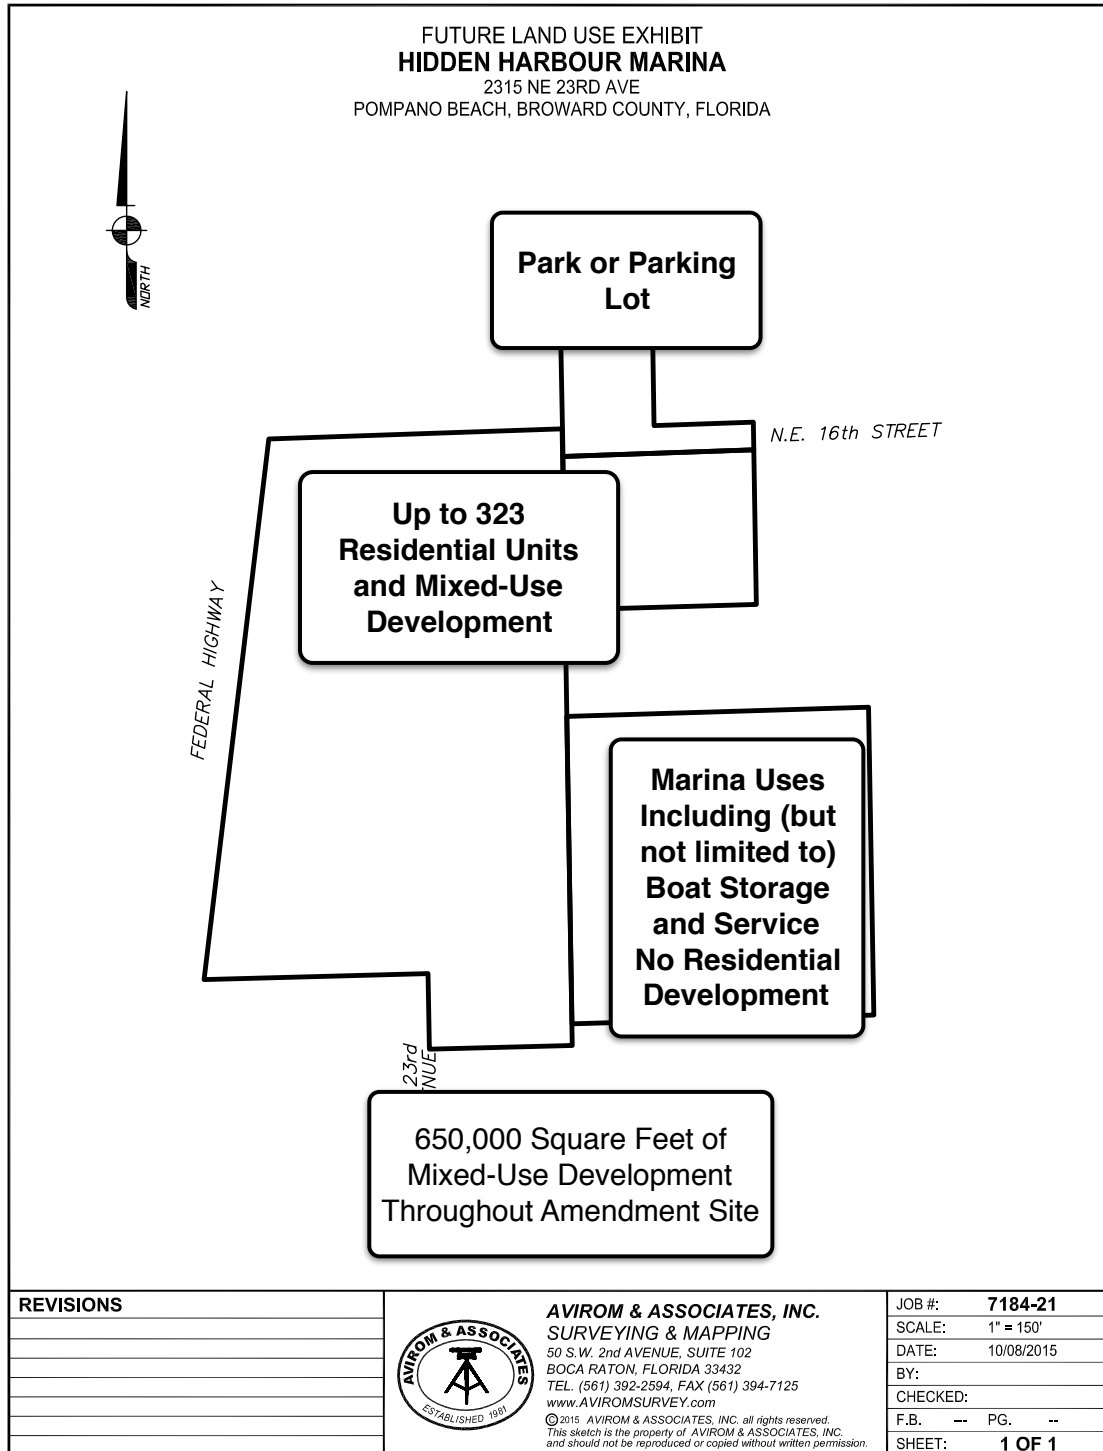 FUTURE LAND USE EXHIBIT
HIDDEN HARBOUR MARINA
2315 NE 23RD AVE
POMPANO BEACH, BROWARD COUNTY, FLORIDA
NORTH
Park or Parking
Lot
N.E. 16th STREET
Up to 323
Residential Units
and Mixed-Use
Development
FEDERAL HIGHWAY
Marina Uses
Including (but
not limited to)
Boat Storage
and Service
No Residential
Development
23rd
650,000 Square Feet of
Mixed-Use Development
Throughout Amendment Site
REVISIONS
AVIROM & ASSOCIATES
ESTABLISHED 1981
AVIROM & ASSOCIATES, INC.
SURVEYING & MAPPING
50 S.W. 2nd AVENUE, SUITE 102
BOCA RATON, FLORIDA 33432
TEL. (561) 392-2594, FAX (561) 394-7125
www.AVIROMSURVEY.com
© 2015 AVIROM & ASSOCIATES, INC. all rights reserved.
This sketch is the property of AVIROM & ASSOCIATES, INC.
and should not be reproduced or copied without written permission.
JOB #: 7184-21
SCALE: 1" = 150'
DATE: 10/08/2015
BY:
CHECKED:
F.B. -- PG. --
SHEET: 1 OF 1